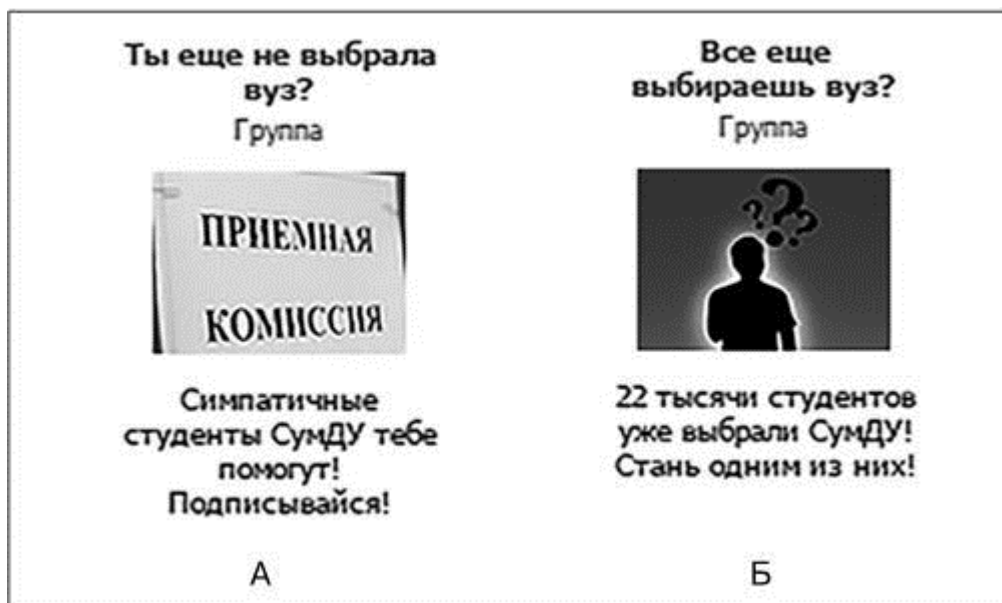 Ты еще не выбрала
вуз?
Группа
ПРИЕМНАЯ
КОМИССИЯ
Симпатичные
студенты СумДУ тебе
помогут!
Подписывайся!
А
Все еще
выбираешь вуз?
Группа
???
22 тысячи студентов
уже выбрали СумДУ!
Стань одним из них!
Б